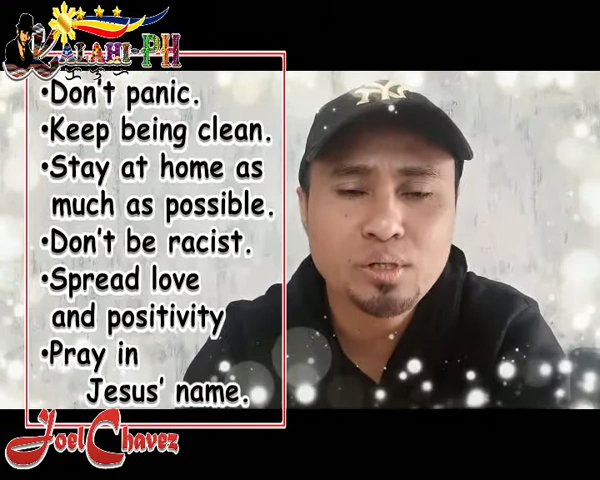 KALAHI-PH
•Don't panic.
•Keep being clean.
•Stay at home as
much as possible.
•Don't be racist.
•Spread love
and positivity
•Pray in
Jesus' name.
Joel Chavez
NY